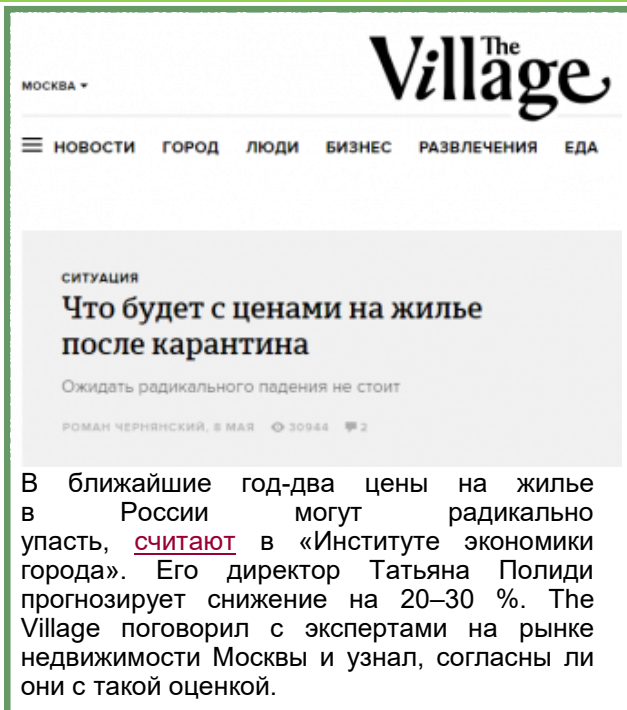 The
Village
МОСКВА
НОВОСТИ ГОРОД ЛЮДИ БИЗНЕС РАЗВЛЕЧЕНИЯ ЕДА
СИТУАЦИЯ
Что будет с ценами на жилье
после карантина
Ожидать радикального падения не стоит
РОМАН ЧЕРНЯНСКИЙ, 8 МАЯ 30944 2
В ближайшие год-два цены на жилье
в России могут радикально
упасть, считают в «Институте экономики
города». Его директор Татьяна Полиди
прогнозирует снижение на 20–30 %. The
Village поговорил с экспертами на рынке
недвижимости Москвы и узнал, согласны ли
они с такой оценкой.